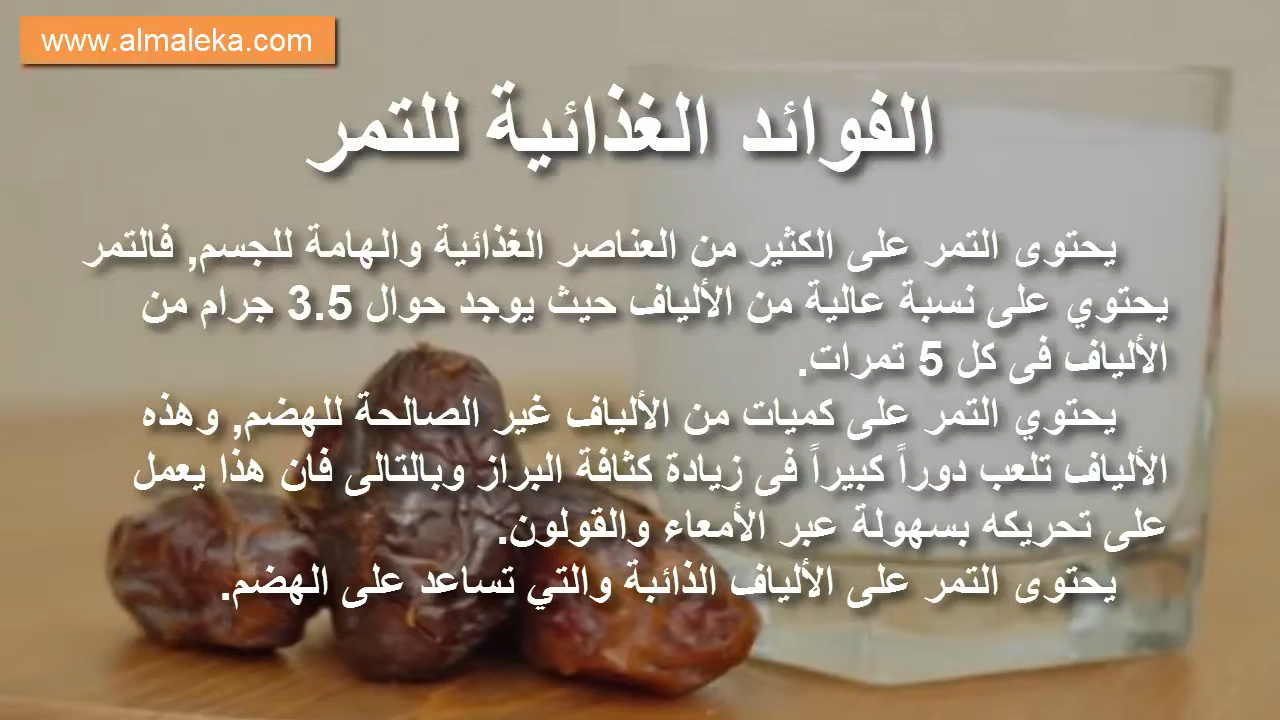 www.almaleka.com
الفوائد الغذائية للتمر
يحتوى التمر على الكثير من العناصر الغذائية والهامة للجسم, فالتمر
يحتوي على نسبة عالية من الألياف حيث يوجد حوال 3.5 جرام من
الألياف فى كل 5 تمرات.
يحتوي التمر على كميات من الألياف غير الصالحة للهضم, وهذه
الألياف تلعب دوراً كبيراً فى زيادة كثافة البراز وبالتالى فان هذا يعمل
على تحريكه بسهولة عبر الأمعاء والقولون.
يحتوى التمر على الألياف الذائبة والتي تساعد على الهضم.